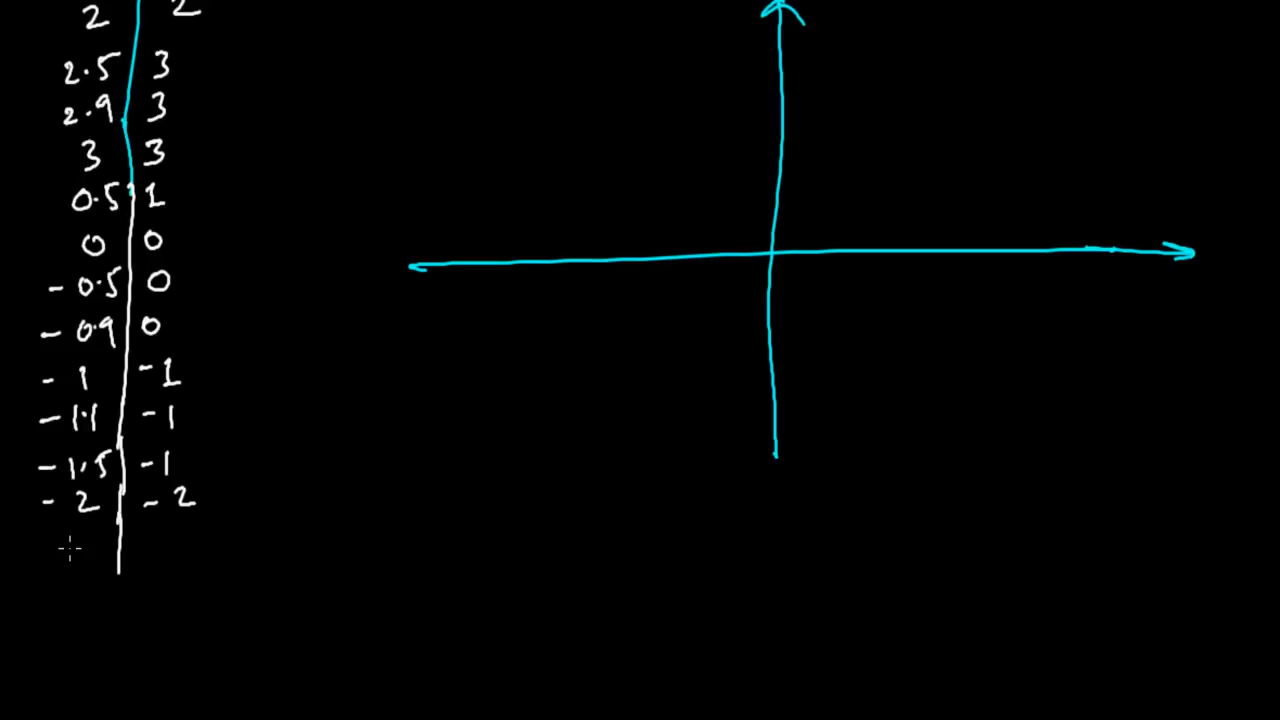 2 2
2.5 3
2.9 3
3 3
0.5 1
0 0
- 0.5 0
- 0.9 0
- 1 -1
- 1.1 -1
- 1.5 -1
- 2 - 2